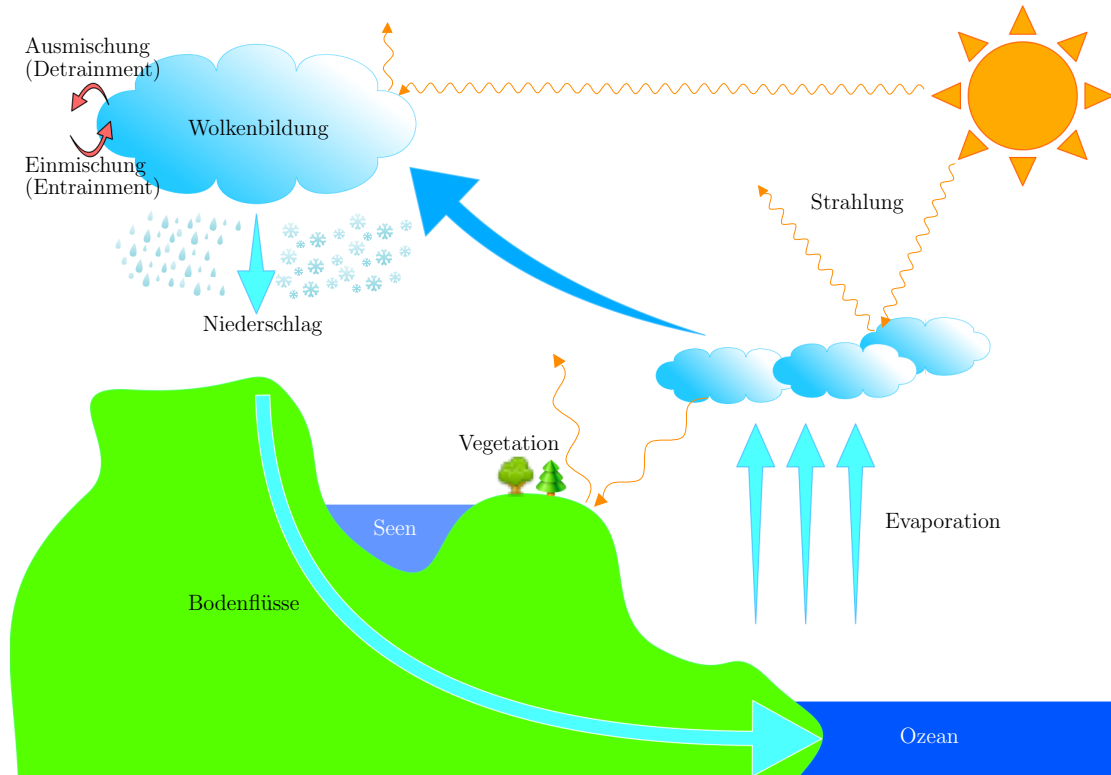 Ausmischung
(Detrainment)
Wolkenbildung
Einmischung
(Entrainment)
Strahlung
Niederschlag
Vegetation
Seen
Evaporation
Bodenflüsse
Ozean